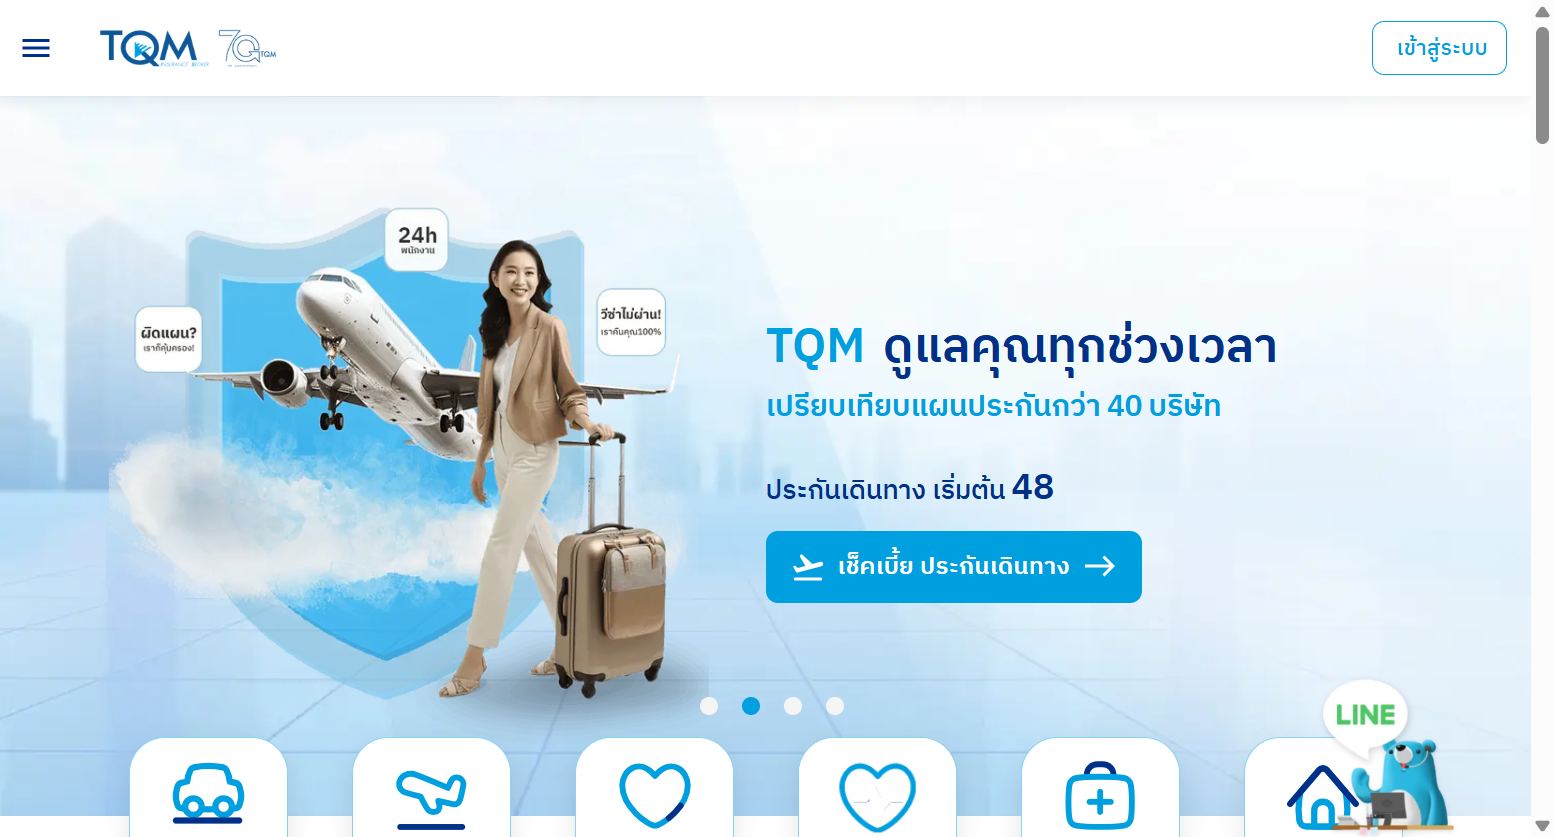 TQM
INSURANCE BROKER
70
TQM
เข้าสู่ระบบ
24h
พนักงาน
ผิดแผน?
เราก็คุ้มครอง!
วีซ่าไม่ผ่าน!
เราคืนคุณ100%
TQM ดูแลคุณทุกช่วงเวลา
เปรียบเทียบแผนประกันกว่า 40 บริษัท
ประกันเดินทาง เริ่มต้น 48
เช็คเบี้ย ประกันเดินทาง
LINE